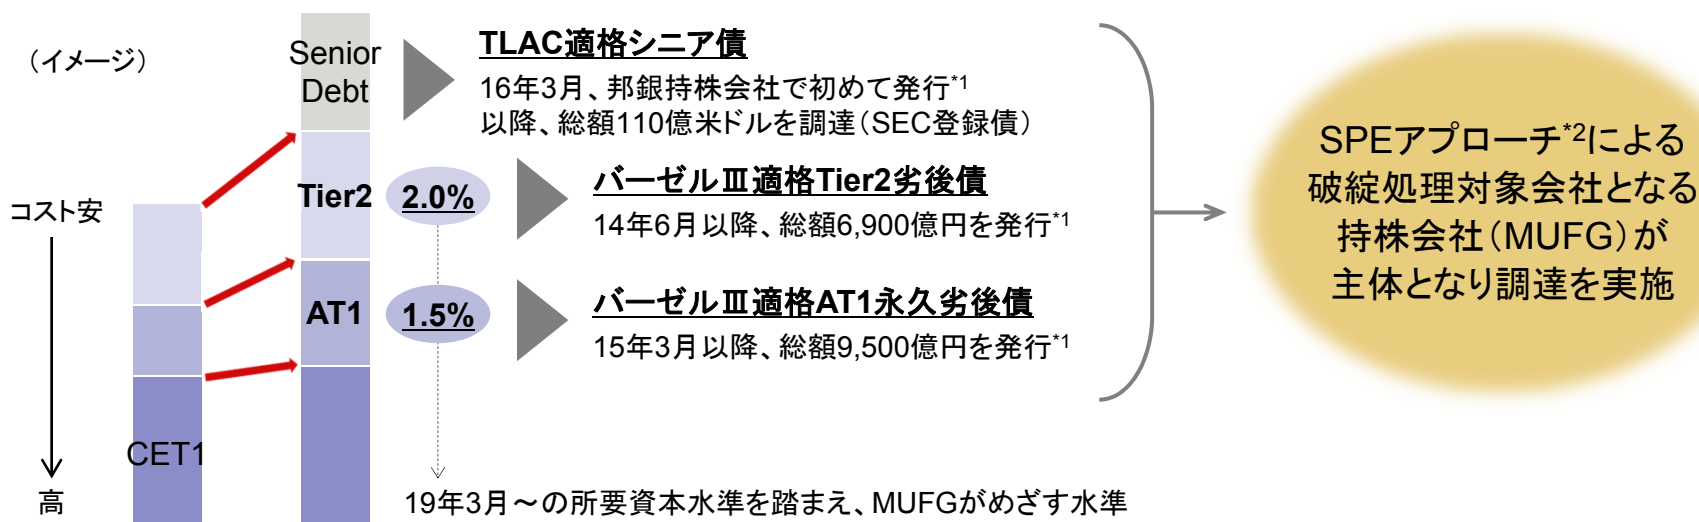 （イメージ）
コスト安
高
CET1
Senior
Debt
Tier2
AT1
2.0%
1.5%
TLAC適格シニア債
16年3月、邦銀持株会社で初めて発行*1
以降、総額110億米ドルを調達（SEC登録債）
バーゼルⅢ適格Tier2劣後債
14年6月以降、総額6,900億円を発行*1
バーゼルⅢ適格AT1永久劣後債
15年3月以降、総額9,500億円を発行*1
19年3月～の所要資本水準を踏まえ、MUFGがめざす水準
SPEアプローチ*2による
破綻処理対象会社となる
持株会社（MUFG）が
主体となり調達を実施